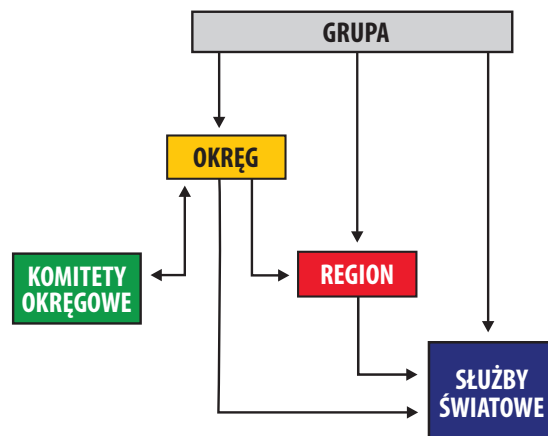 GRUPA
OKRĘG
KOMITETY
OKRĘGOWE
REGION
SŁUŻBY
ŚWIATOWE